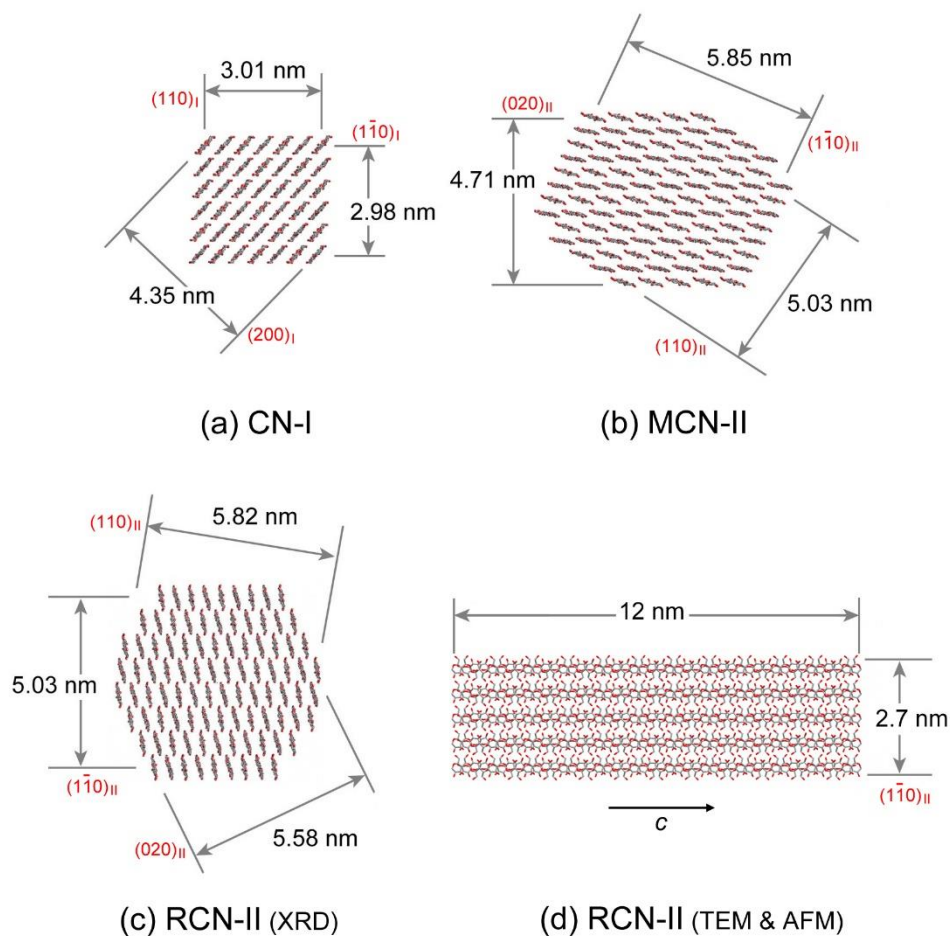 3.01 nm
(110)I
(11̄0)I
2.98 nm
4.35 nm
(200)I
(a) CN-I
5.85 nm
(020)II
(11̄0)II
4.71 nm
5.03 nm
(110)II
(b) MCN-II
(110)II
5.82 nm
5.03 nm
(11̄0)II
5.58 nm
(020)II
(c) RCN-II (XRD)
12 nm
2.7 nm
(11̄0)II
c
(d) RCN-II (TEM & AFM)